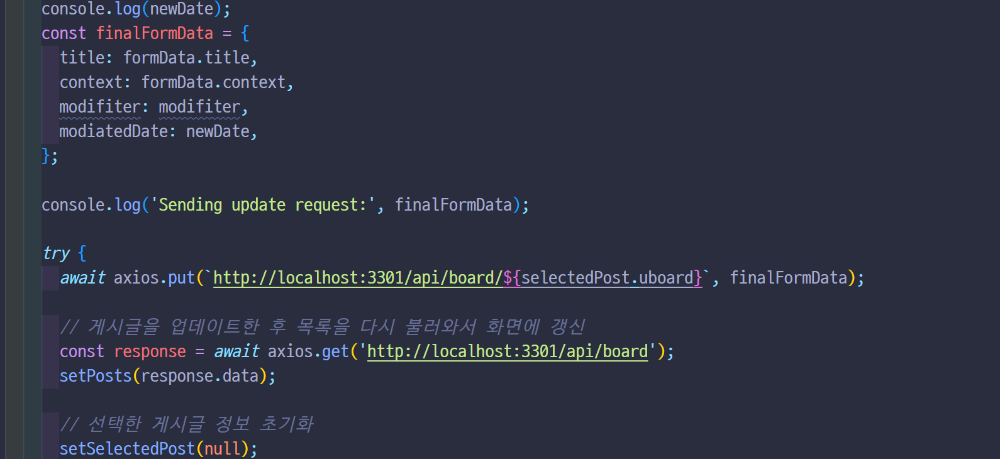 console.log(newDate);
const finalFormData = {
title: formData.title,
context: formData.context,
modifiter: modifiter,
modiatedDate: newDate,
};
console.log('Sending update request:', finalFormData);
try {
await axios.put(`http://localhost:3301/api/board/${selectedPost.uboard}`, finalFormData);
// 게시글을 업데이트한 후 목록을 다시 불러와서 화면에 갱신
const response = await axios.get('http://localhost:3301/api/board');
setPosts(response.data);
// 선택한 게시글 정보 초기화
setSelectedPost(null);